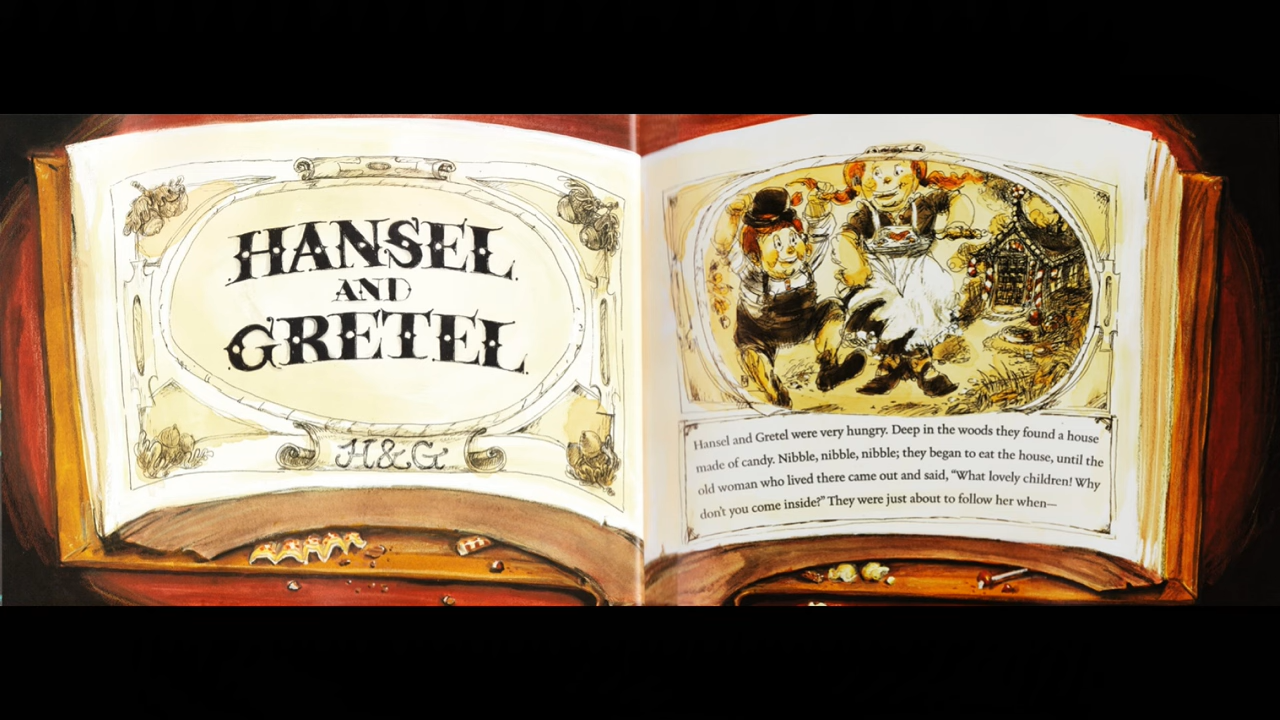 HANSEL
AND
GRETEL
H&G
Hansel and Gretel were very hungry. Deep in the woods they found a house
made of candy. Nibble, nibble, nibble; they began to eat the house, until the
old woman who lived there came out and said, “What lovely children! Why
don't you come inside?” They were just about to follow her when—